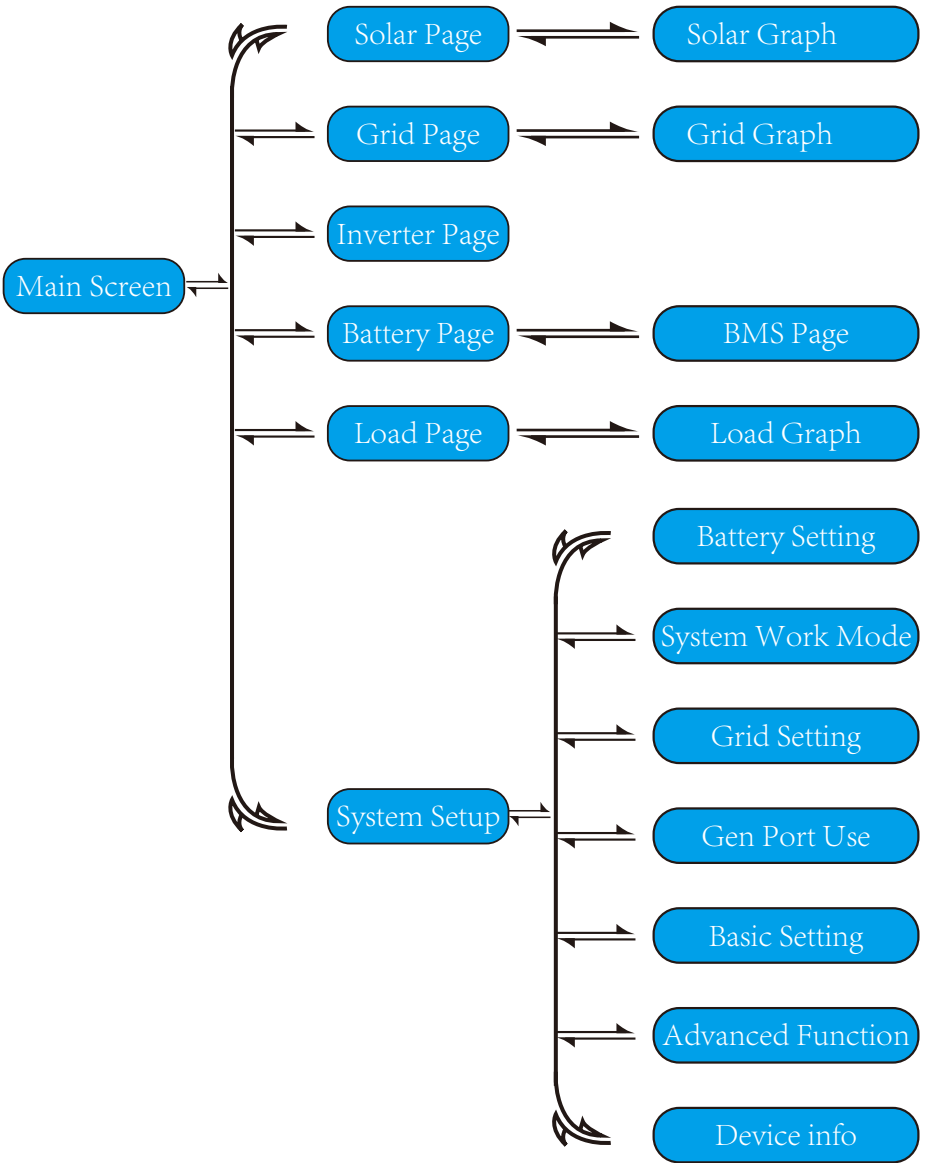 Solar Page
Solar Graph
Grid Page
Grid Graph
Inverter Page
Main Screen
Battery Page
BMS Page
Load Page
Load Graph
Battery Setting
System Work Mode
Grid Setting
System Setup
Gen Port Use
Basic Setting
Advanced Function
Device info